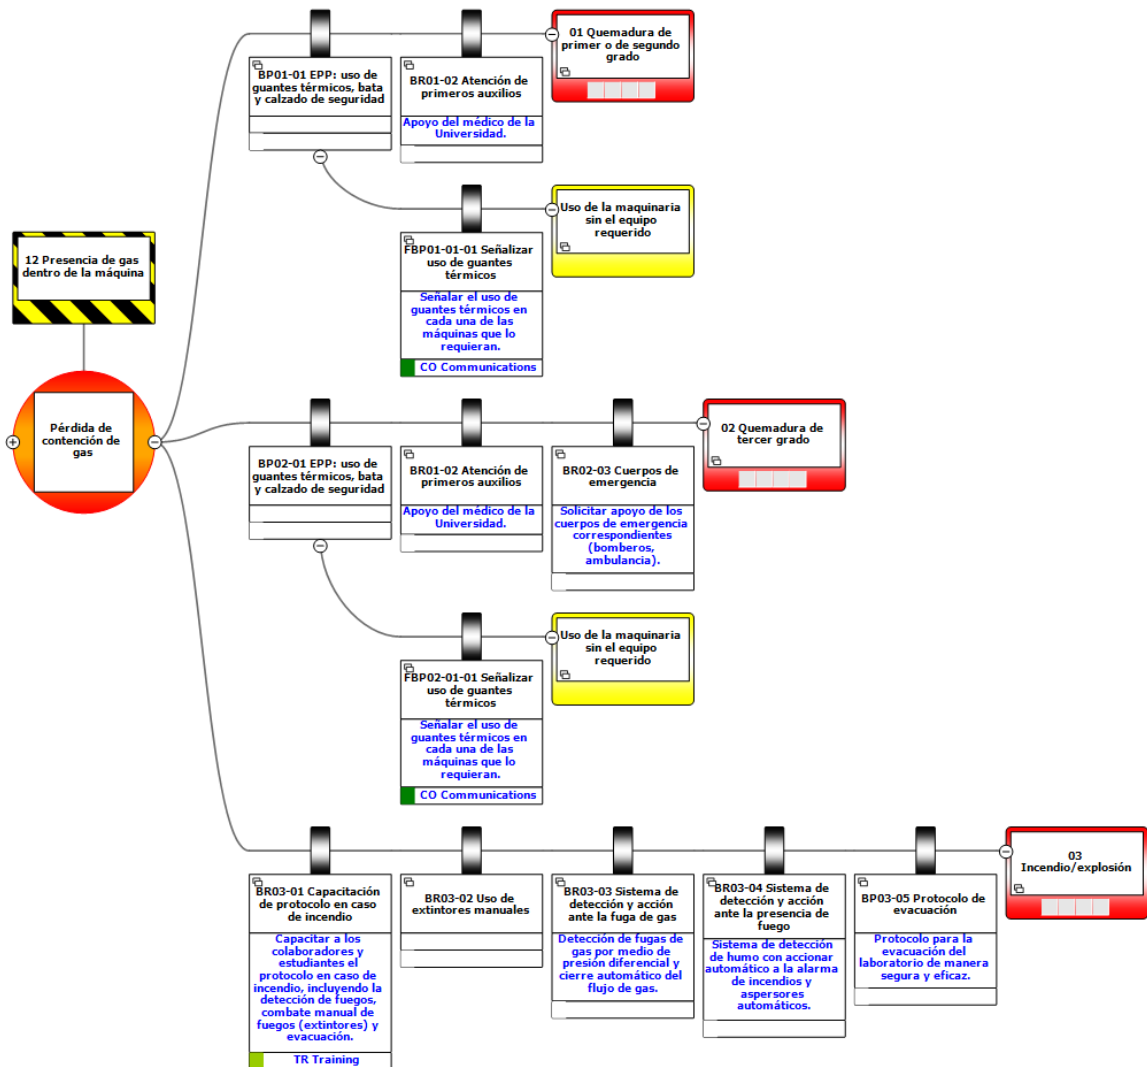 01 Quemadura de
primer o de segundo
grado
BP01-01 EPP: uso de
guantes térmicos, bata
y calzado de seguridad
BR01-02 Atención de
primeros auxilios
Apoyo del médico de la
Universidad.
Uso de la maquinaria
sin el equipo
requerido
FBP01-01-01 Señalizar
uso de guantes
térmicos
Señalar el uso de
guantes térmicos en
cada una de las
máquinas que lo
requieran.
CO Communications
12 Presencia de gas
dentro de la máquina
Pérdida de
contención de
gas
02 Quemadura de
tercer grado
BP02-01 EPP: uso de
guantes térmicos, bata
y calzado de seguridad
BR01-02 Atención de
primeros auxilios
Apoyo del médico de la
Universidad.
BR02-03 Cuerpos de
emergencia
Solicitar apoyo de los
cuerpos de emergencia
correspondientes
(bomberos,
ambulancia).
Uso de la maquinaria
sin el equipo
requerido
FBP02-01-01 Señalizar
uso de guantes
térmicos
Señalar el uso de
guantes térmicos en
cada una de las
máquinas que lo
requieran.
CO Communications
03
Incendio/explosión
BR03-01 Capacitación
de protocolo en caso
de incendio
Capacitar a los
colaboradores y
estudiantes el
protocolo en caso de
incendio, incluyendo la
detección de fuegos,
combate manual de
fuegos (extintores) y
evacuación.
TR Training
BR03-02 Uso de
extintores manuales
BR03-03 Sistema de
detección y acción
ante la fuga de gas
Detección de fugas de
gas por medio de
presión diferencial y
cierre automático del
flujo de gas.
BR03-04 Sistema de
detección y acción
ante la presencia de
fuego
Sistema de detección
de humo con accionar
automático a la alarma
de incendios y
aspersores
automáticos.
BP03-05 Protocolo de
evacuación
Protocolo para la
evacuación del
laboratorio de manera
segura y eficaz.